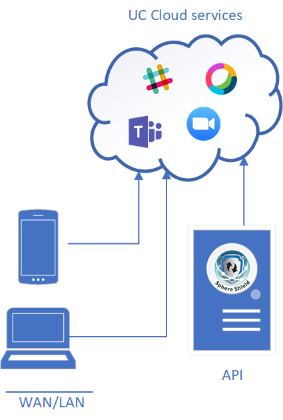 UC Cloud services
T
Sphere Shield
API
WAN/LAN